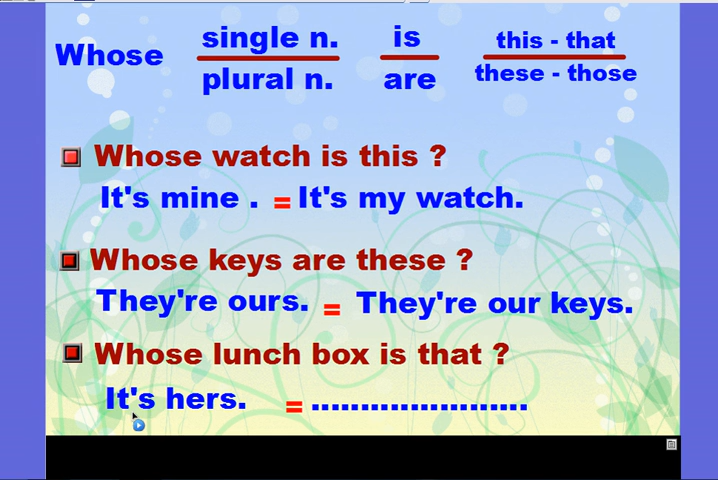 Whose single n. is this - that
plural n. are these - those
Whose watch is this ?
It's mine . = It's my watch.
Whose keys are these ?
They're ours. = They're our keys.
Whose lunch box is that ?
It's hers. = ......................